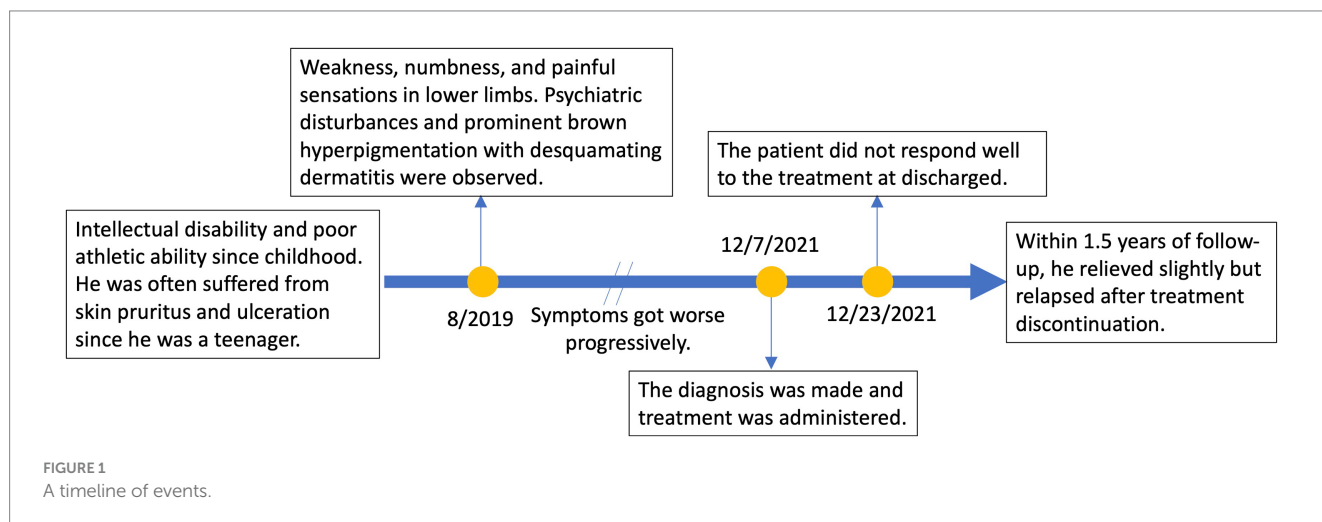 Weakness, numbness, and painful
sensations in lower limbs. Psychiatric
disturbances and prominent brown
hyperpigmentation with desquamating
dermatitis were observed.
The patient did not respond well
to the treatment at discharged.
Intellectual disability and poor
athletic ability since childhood.
He was often suffered from
skin pruritus and ulceration
since he was a teenager.
8/2019
Symptoms got worse
progressively.
12/7/2021
12/23/2021
Within 1.5 years of follow-
up, he relieved slightly but
relapsed after treatment
discontinuation.
The diagnosis was made and
treatment was administered.
FIGURE 1
A timeline of events.